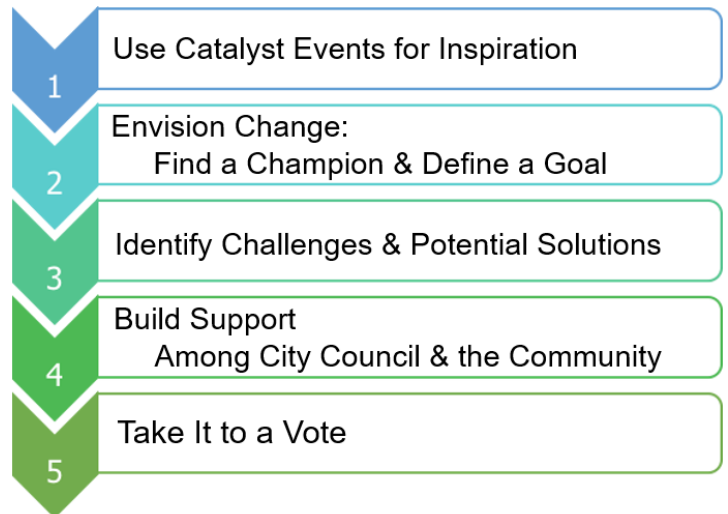 1
Use Catalyst Events for Inspiration
2
Envision Change:
Find a Champion & Define a Goal
3
Identify Challenges & Potential Solutions
4
Build Support
Among City Council & the Community
5
Take It to a Vote